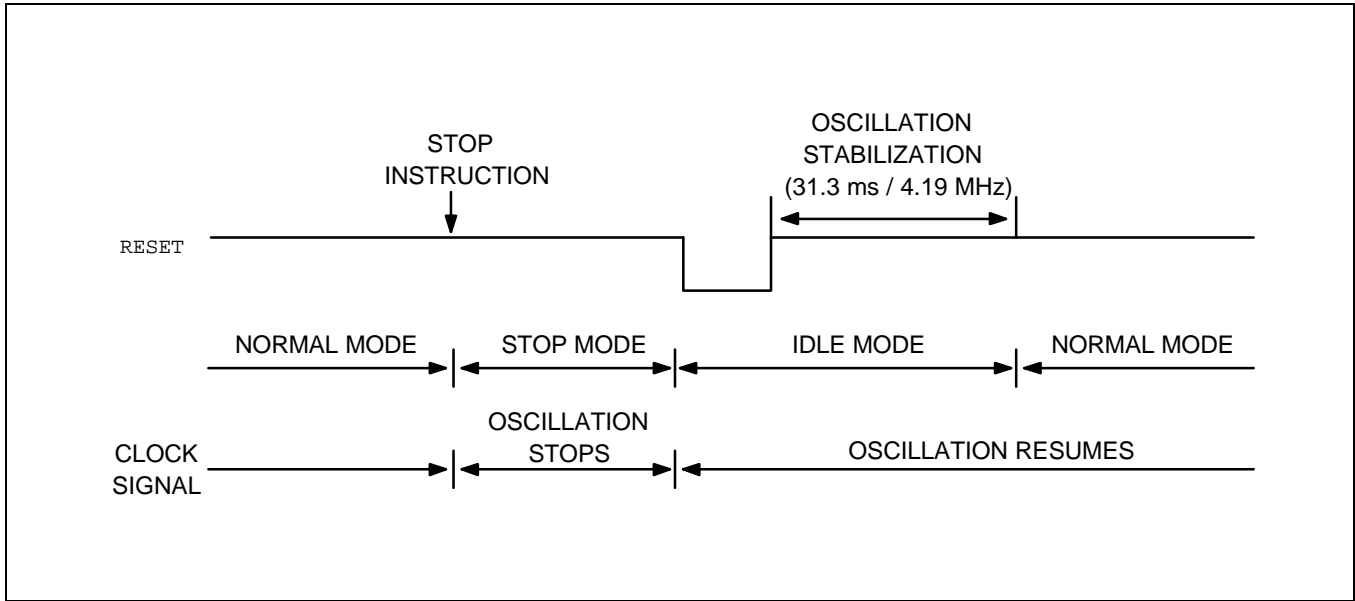 STOP
INSTRUCTION
OSCILLATION
STABILIZATION
(31.3 ms / 4.19 MHz)
RESET
NORMAL MODE
STOP MODE
IDLE MODE
NORMAL MODE
CLOCK
SIGNAL
OSCILLATION
STOPS
OSCILLATION RESUMES